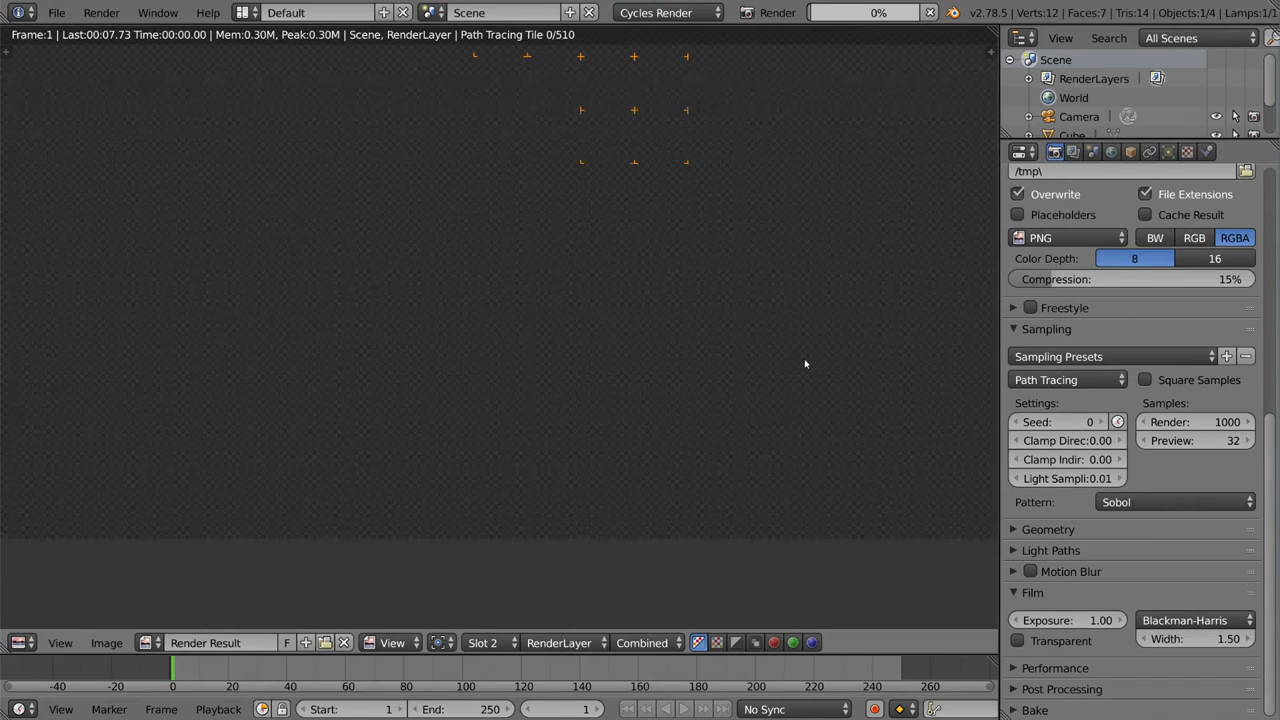 File Render Window Help Default Scene Cycles Render Render 0% v2.78.5 | Verts:12 | Faces:7 | Tris:14 | Objects:1/4 | Lamps:1/1
Frame:1 | Last:00:07.73 Time:00:00.00 | Mem:0.30M, Peak:0.30M | Scene, RenderLayer | Path Tracing Tile 0/510
View Search All Scenes
Scene
RenderLayers
World
Camera
Cube
/tmp\
Overwrite File Extensions
Placeholders Cache Result
PNG BW RGB RGBA
Color Depth: 8 16
Compression: 15%
Freestyle
Sampling
Sampling Presets
Path Tracing Square Samples
Settings: Samples:
Seed: 0 Render: 1000
Clamp Direc:0.00 Preview: 32
Clamp Indir: 0.00
Light Sampli:0.01
Pattern: Sobol
Geometry
Light Paths
Motion Blur
Film
Exposure: 1.00 Blackman-Harris
Transparent Width: 1.50
Performance
Post Processing
Bake
View Image Render Result F View Slot 2 RenderLayer Combined
-40 -20 0 20 40 60 80 100 120 140 160 180 200 220 240 260
View Marker Frame Playback Start: 1 End: 250 1 No Sync